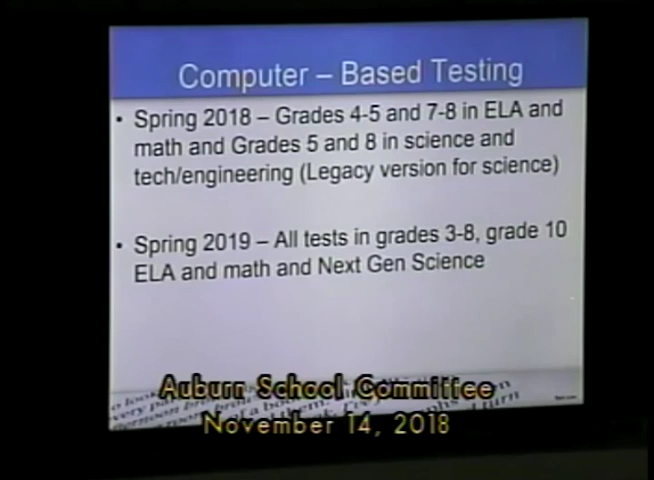 Computer – Based Testing
• Spring 2018 – Grades 4-5 and 7-8 in ELA and
math and Grades 5 and 8 in science and
tech/engineering (Legacy version for science)
• Spring 2019 – All tests in grades 3-8, grade 10
ELA and math and Next Gen Science
Auburn School Committee
November 14, 2018